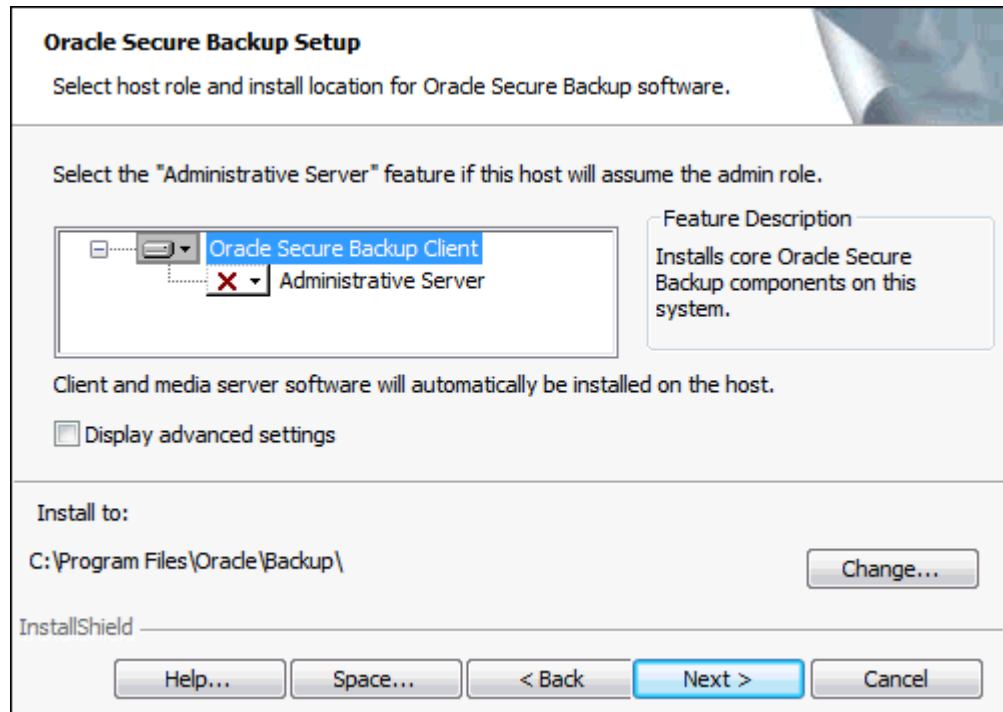 Oracle Secure Backup Setup
Select host role and install location for Oracle Secure Backup software.
Select the "Administrative Server" feature if this host will assume the admin role.
Oracle Secure Backup Client
Administrative Server
Feature Description
Installs core Oracle Secure
Backup components on this
system.
Client and media server software will automatically be installed on the host.
Display advanced settings
Install to:
C:\Program Files\Oracle\Backup\
Change...
InstallShield
Help...
Space...
< Back
Next >
Cancel